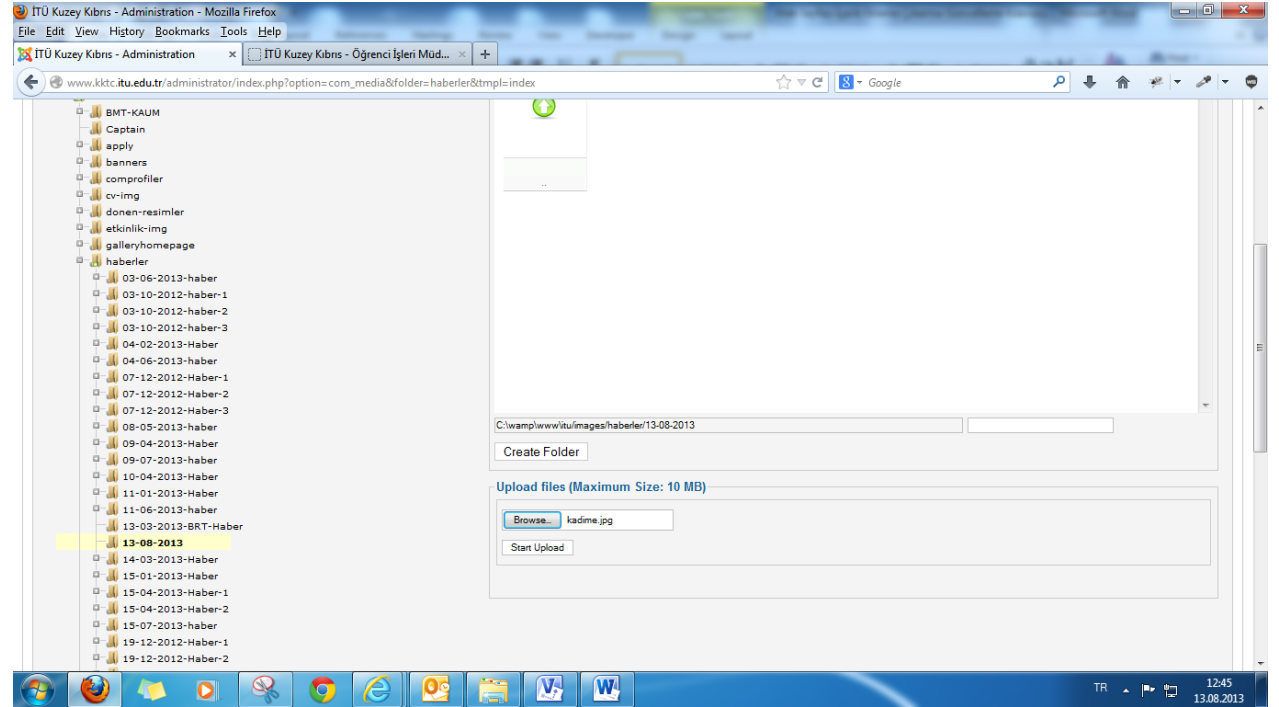 İTÜ Kuzey Kıbrıs - Administration - Mozilla Firefox
File Edit View History Bookmarks Tools Help
İTÜ Kuzey Kıbrıs - Administration × İTÜ Kuzey Kıbrıs - Öğrenci İşleri Müd... × +
www.kktc.itu.edu.tr/administrator/index.php?option=com_media&folder=haberler&tmpl=index Google
BMT-KAUM
Captain
apply
banners
comprofiler
cv-img
donen-resimler
etkinlik-img
galleryhomepage
haberler
03-06-2013-haber
03-10-2012-haber-1
03-10-2012-haber-2
03-10-2012-haber-3
04-02-2013-Haber
04-06-2013-haber
07-12-2012-Haber-1
07-12-2012-Haber-2
07-12-2012-Haber-3
08-05-2013-haber
09-04-2013-Haber
09-07-2013-haber
10-04-2013-Haber
11-01-2013-Haber
11-06-2013-haber
13-03-2013-BRT-Haber
13-08-2013
14-03-2013-Haber
15-01-2013-Haber
15-04-2013-Haber-1
15-04-2013-Haber-2
15-07-2013-haber
19-12-2012-Haber-1
19-12-2012-Haber-2
..
C:\wamp\www\itu/images/haberler/13-08-2013
Create Folder
Upload files (Maximum Size: 10 MB)
Browse... kadime.jpg
Start Upload
TR 12:45
13.08.2013